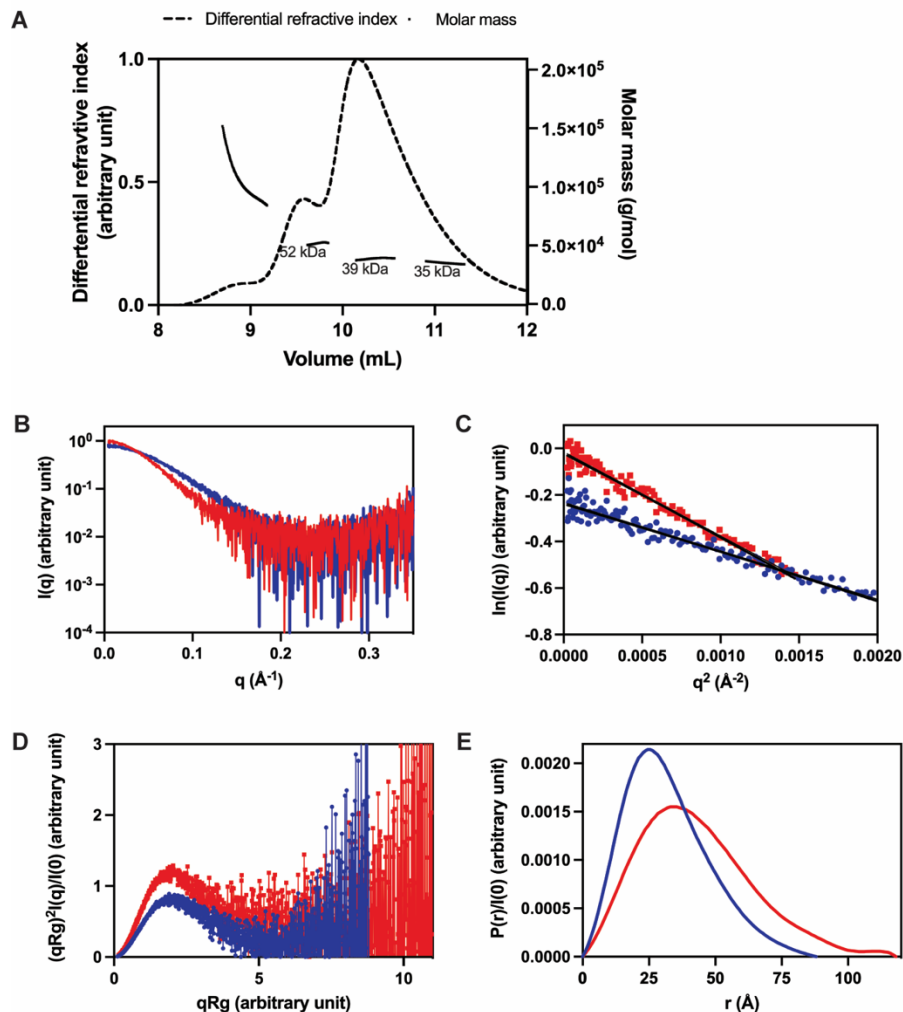 A
Differential refractive index
Molar mass
Differtential refravtive index
(arbitrary unit)
1.0
0.5
0.0
2.0×10⁵
1.5×10⁵
1.0×10⁵
5.0×10⁴
0.0
Molar mass (g/mol)
52 kDa
39 kDa
35 kDa
8
9
10
11
12
Volume (mL)
B
I(q) (arbitrary unit)
10⁰
10⁻¹
10⁻²
10⁻³
10⁻⁴
0.0
0.1
0.2
0.3
q (Å⁻¹)
C
ln(I(q)) (arbitrary unit)
0.0
-0.2
-0.4
-0.6
-0.8
0.0000
0.0005
0.0010
0.0015
0.0020
q² (Å⁻²)
D
(qRg)²I(q)/I(0) (arbitrary unit)
3
2
1
0
0
5
10
qRg (arbitrary unit)
E
P(r)/I(0) (arbitrary unit)
0.0020
0.0015
0.0010
0.0005
0.0000
0
25
50
75
100
r (Å)